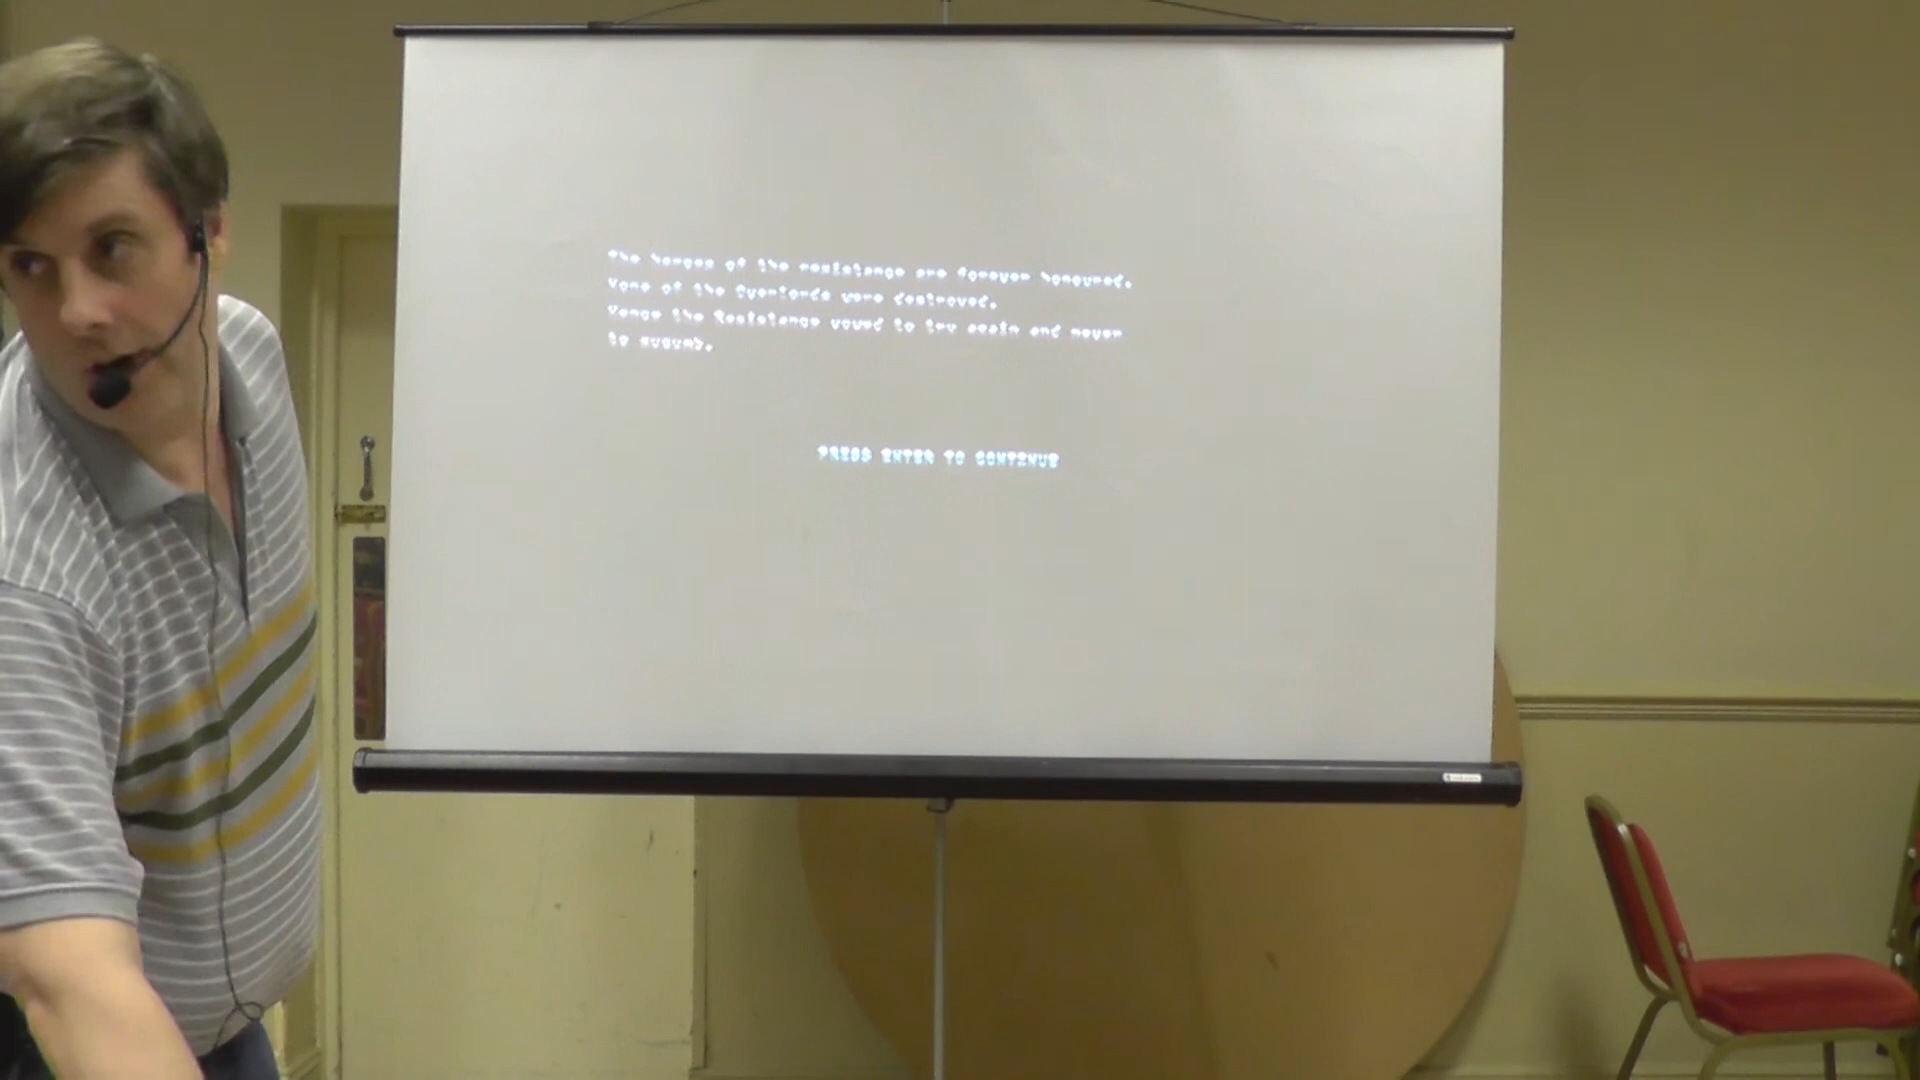 The heroes of the resistance are forever honoured.
None of the Overlords were destroyed.
Hence the Resistance vowed to try again and never
to sucumb.
PRESS ENTER TO CONTINUE